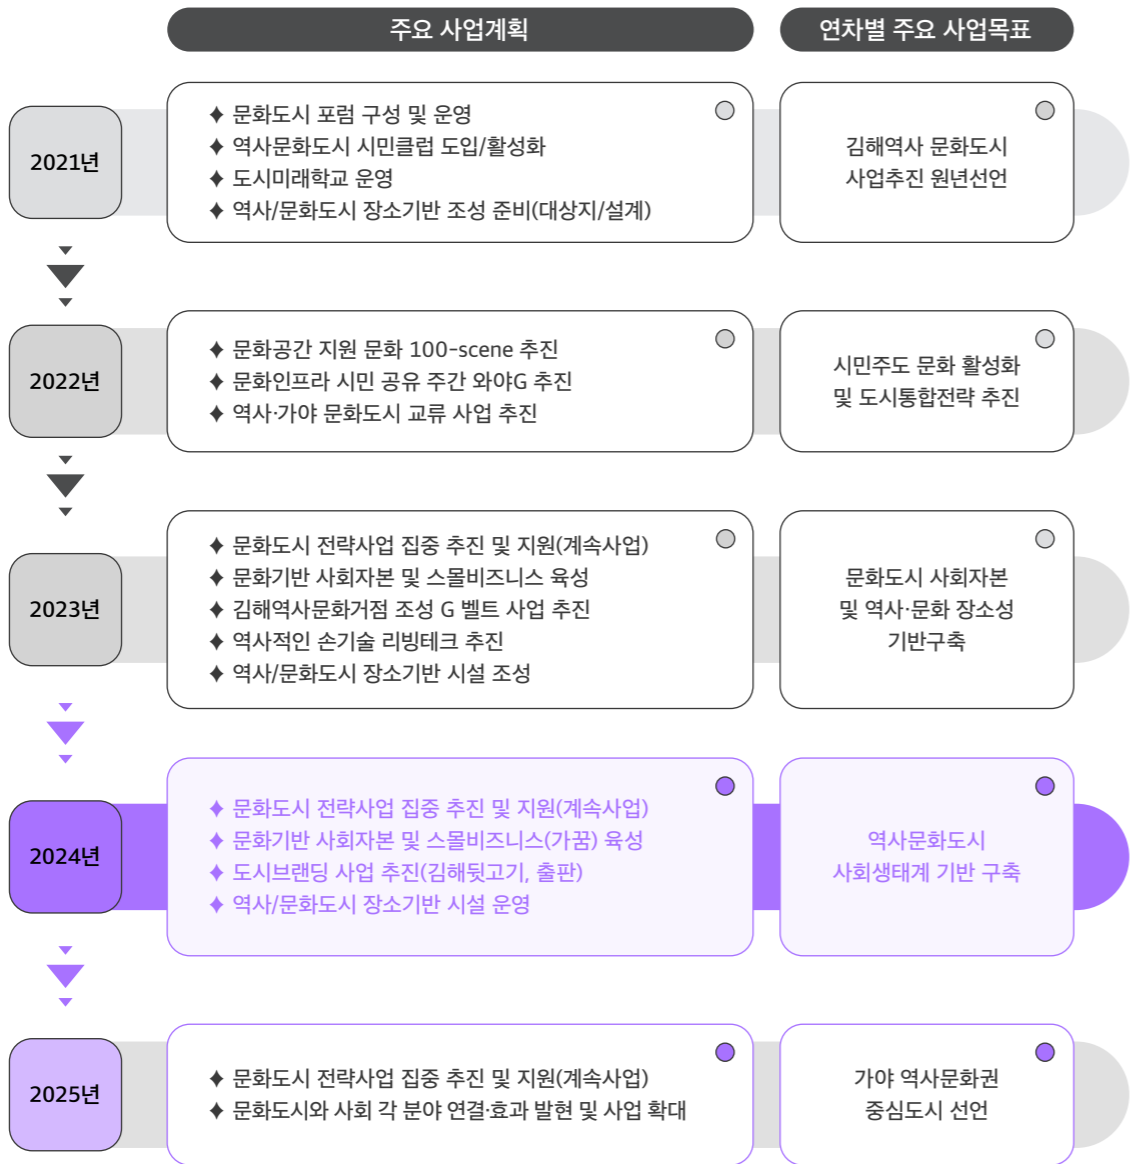 주요 사업계획
연차별 주요 사업목표
2021년
✦ 문화도시 포럼 구성 및 운영
✦ 역사문화도시 시민클럽 도입/활성화
✦ 도시미래학교 운영
✦ 역사/문화도시 장소기반 조성 준비(대상지/설계)
김해역사 문화도시
사업추진 원년선언
2022년
✦ 문화공간 지원 문화 100-scene 추진
✦ 문화인프라 시민 공유 주간 와야G 추진
✦ 역사·가야 문화도시 교류 사업 추진
시민주도 문화 활성화
및 도시통합전략 추진
2023년
✦ 문화도시 전략사업 집중 추진 및 지원(계속사업)
✦ 문화기반 사회자본 및 스몰비즈니스 육성
✦ 김해역사문화거점 조성 G 벨트 사업 추진
✦ 역사적인 손기술 리빙테크 추진
✦ 역사/문화도시 장소기반 시설 조성
문화도시 사회자본
및 역사·문화 장소성
기반구축
2024년
✦ 문화도시 전략사업 집중 추진 및 지원(계속사업)
✦ 문화기반 사회자본 및 스몰비즈니스(가꿈) 육성
✦ 도시브랜딩 사업 추진(김해뒷고기, 출판)
✦ 역사/문화도시 장소기반 시설 운영
역사문화도시
사회생태계 기반 구축
2025년
✦ 문화도시 전략사업 집중 추진 및 지원(계속사업)
✦ 문화도시와 사회 각 분야 연결·효과 발현 및 사업 확대
가야 역사문화권
중심도시 선언